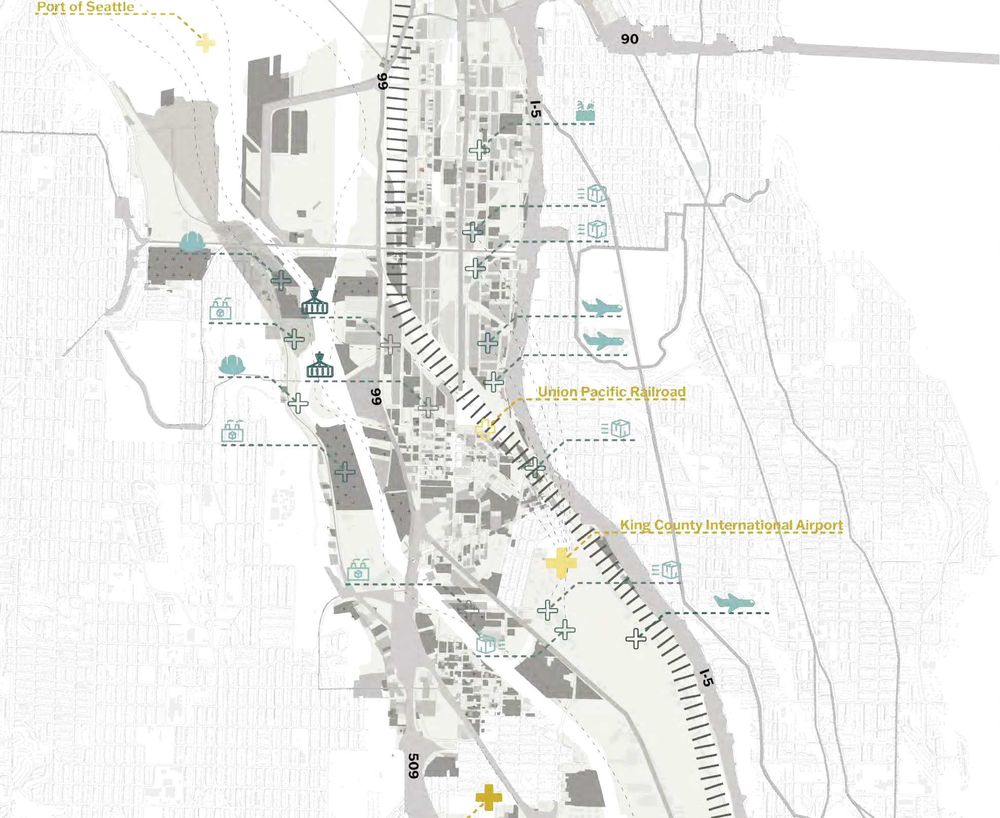 Port of Seattle
90
99
I-5
99
Union Pacific Railroad
King County International Airport
I-5
509